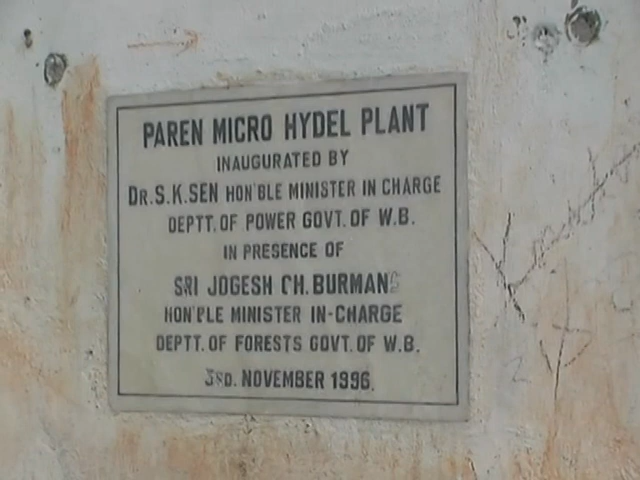 PAREN MICRO HYDEL PLANT
INAUGURATED BY
DR. S.K.SEN HON'BLE MINISTER IN CHARGE
DEPTT. OF POWER GOVT. OF W.B.
IN PRESENCE OF
SRI JOGESH CH. BURMAN
HON'BLE MINISTER IN-CHARGE
DEPTT. OF FORESTS GOVT. OF W.B.
3RD. NOVEMBER 1996.